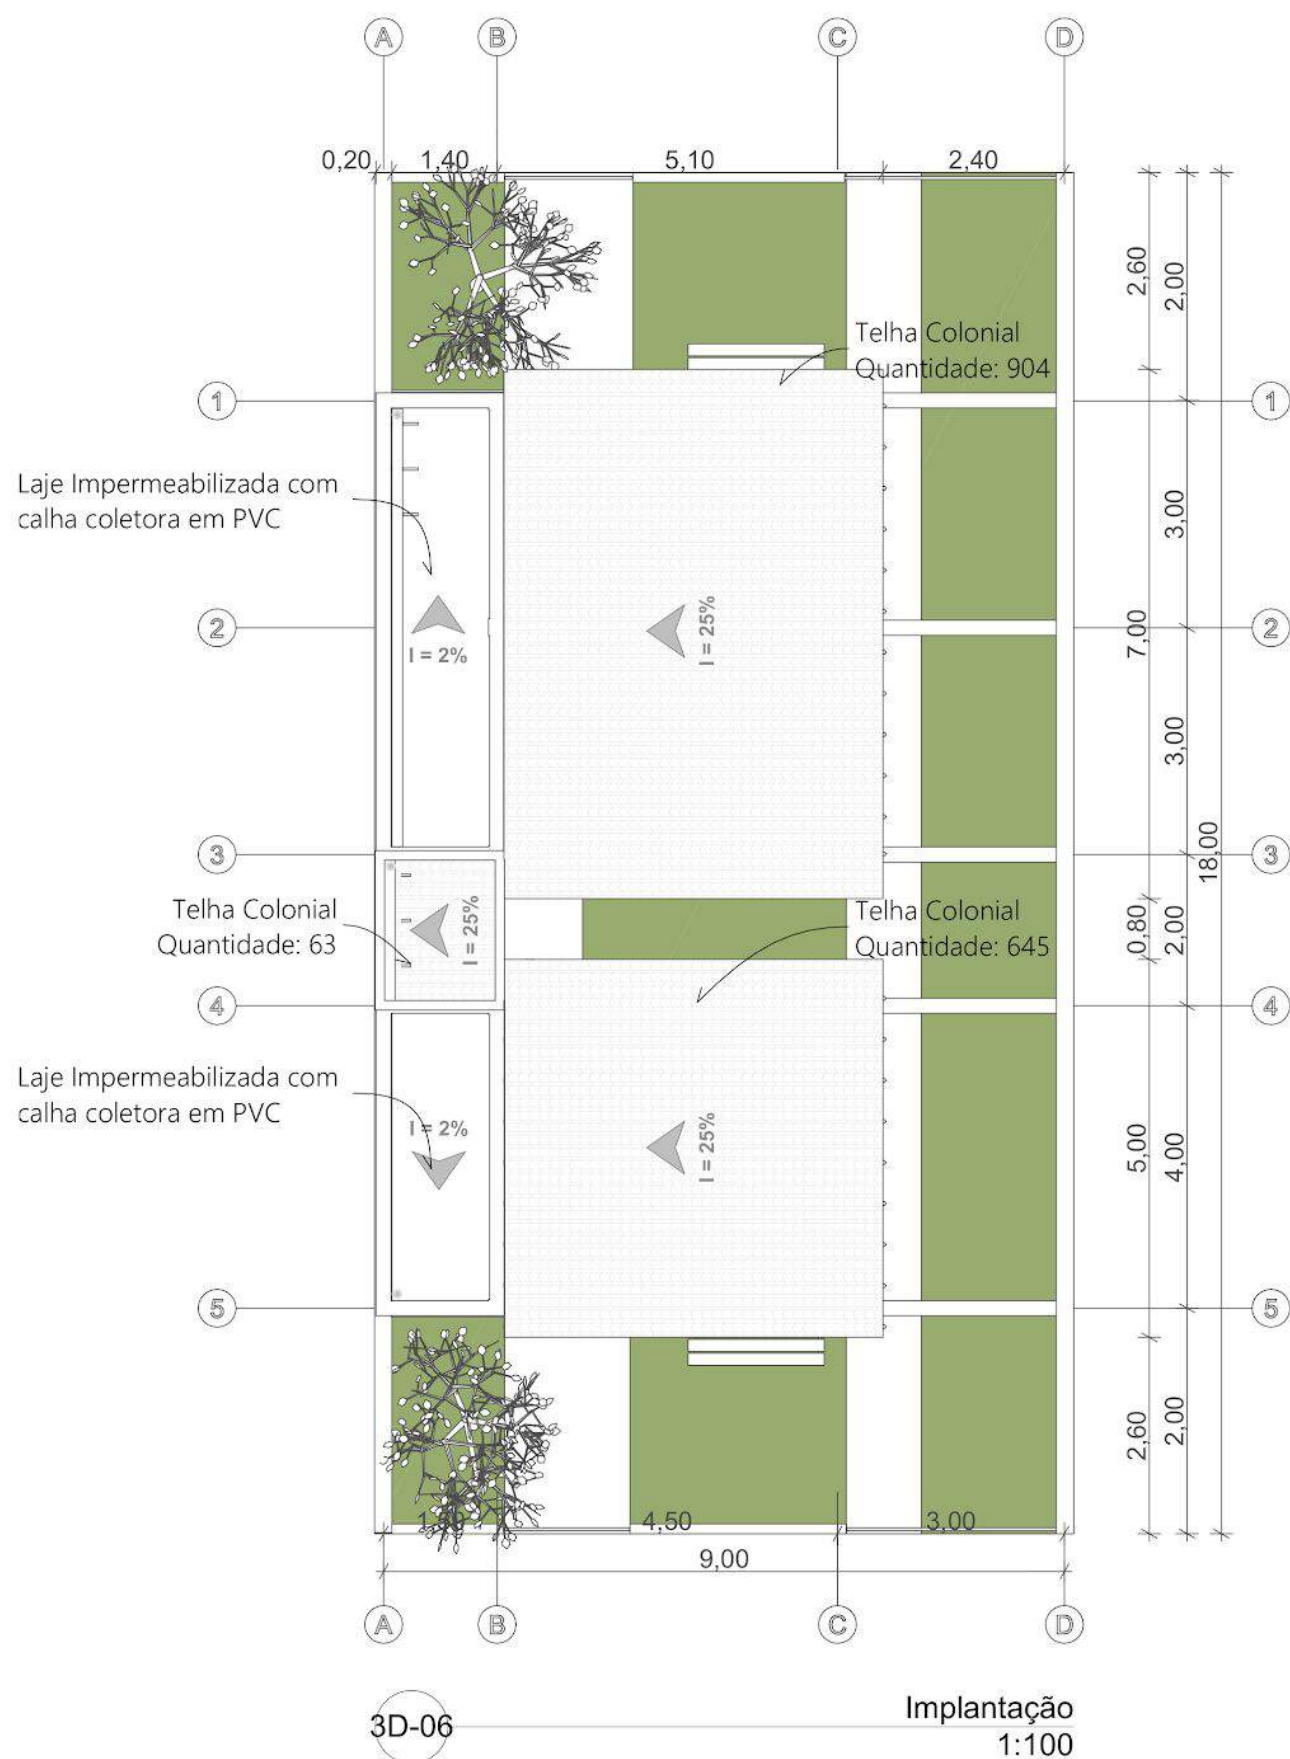 A B C D
0,20 1,40 5,10 2,40
2,60
2,00
Telha Colonial
Quantidade: 904
1 1
Laje Impermeabilizada com
calha coletora em PVC
3,00
I = 25%
2 2
7,00
I = 2%
3,00
3 3
18,00
Telha Colonial
Quantidade: 63
I = 25%
Telha Colonial
Quantidade: 645
0,80
2,00
4 4
Laje Impermeabilizada com
calha coletora em PVC
I = 2%
I = 25%
5,00
4,00
5 5
2,60
2,00
4,50 3,00
9,00
A B C D
3D-06
Implantação
1:100